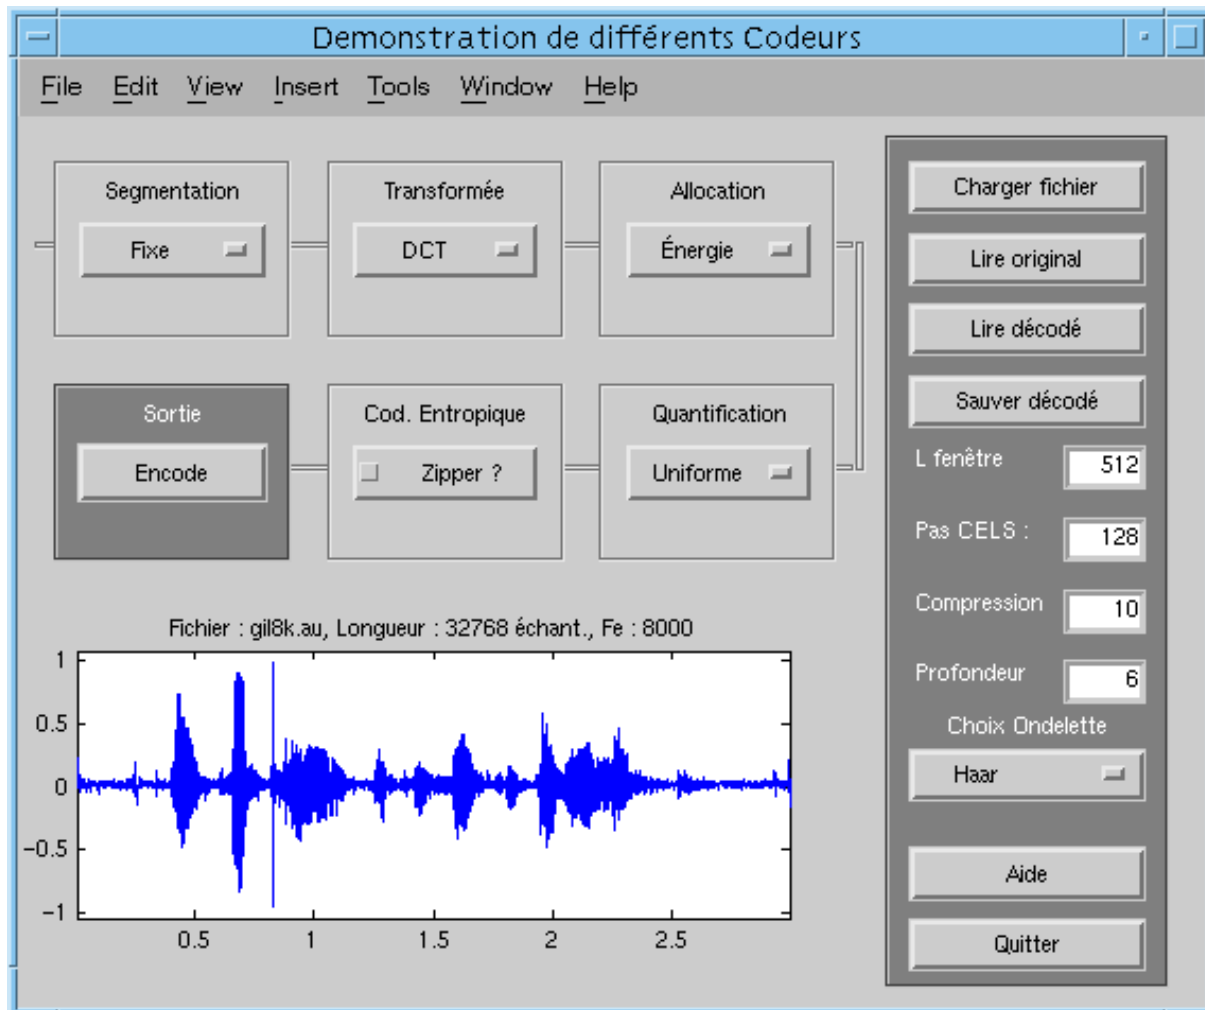 Demonstration de différents Codeurs
File Edit View Insert Tools Window Help
Segmentation
Fixe
Transformée
DCT
Allocation
Énergie
Sortie
Encode
Cod. Entropique
Zipper ?
Quantification
Uniforme
Fichier : gil8k.au, Longueur : 32768 échant., Fe : 8000
1
0.5
0
−0.5
−1
0.5 1 1.5 2 2.5
Charger fichier
Lire original
Lire décodé
Sauver décodé
L fenêtre 512
Pas CELS : 128
Compression 10
Profondeur 6
Choix Ondelette
Haar
Aide
Quitter